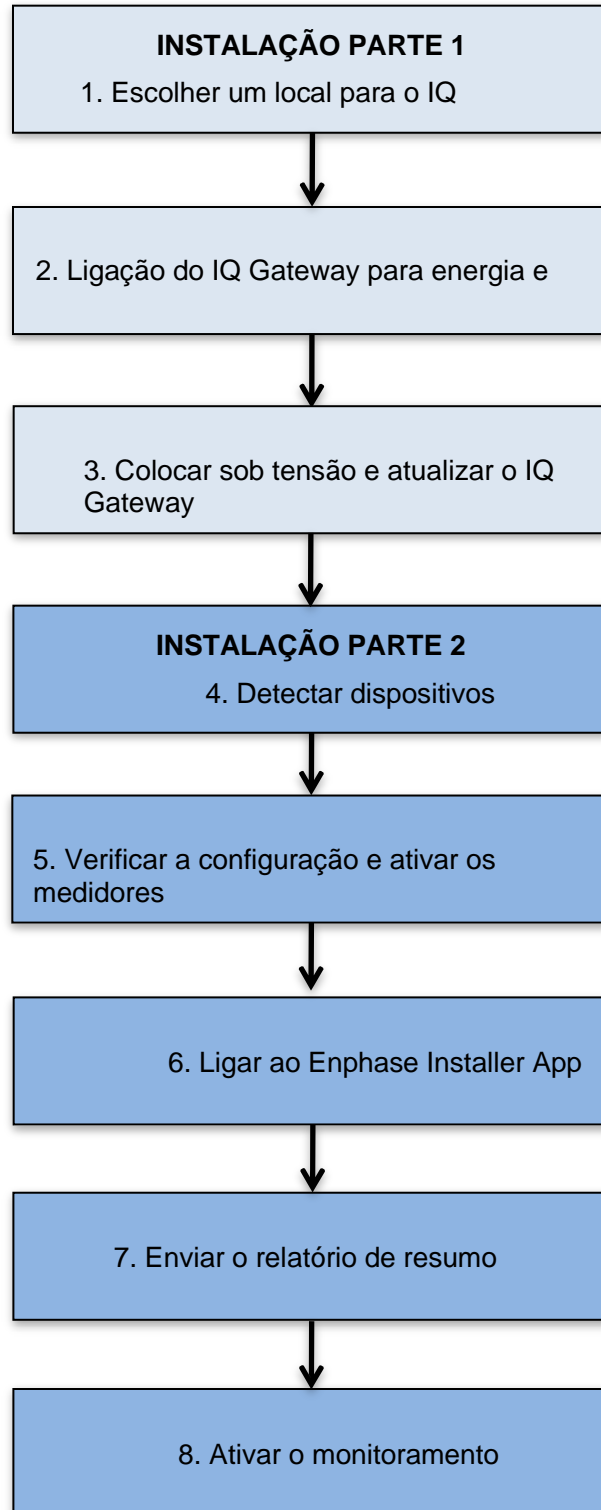 INSTALAÇÃO PARTE 1
1. Escolher um local para o IQ
2. Ligação do IQ Gateway para energia e
3. Colocar sob tensão e atualizar o IQ
Gateway
INSTALAÇÃO PARTE 2
4. Detectar dispositivos
5. Verificar a configuração e ativar os
medidores
6. Ligar ao Enphase Installer App
7. Enviar o relatório de resumo
8. Ativar o monitoramento